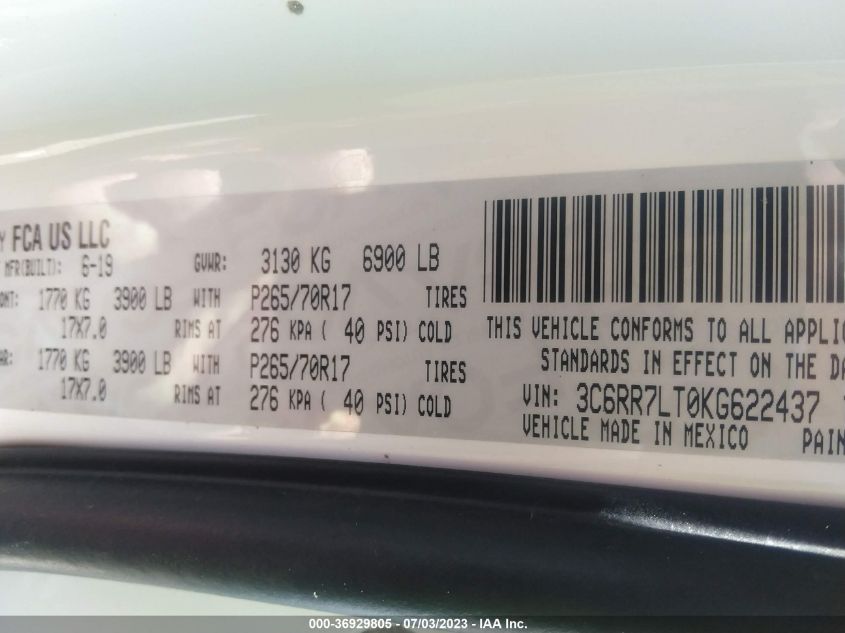 FCA US LLC
MFR(BUILT): 6-19 GVWR: 3130 KG 6900 LB
1770 KG 3900 LB WITH P265/70R17 TIRES
17X7.0 RIMS AT 276 KPA ( 40 PSI) COLD
1770 KG 3900 LB WITH P265/70R17 TIRES
17X7.0 RIMS AT 276 KPA ( 40 PSI) COLD
THIS VEHICLE CONFORMS TO ALL
STANDARDS IN EFFECT ON THE
VIN: 3C6RR7LT0KG622437
VEHICLE MADE IN MEXICO
000-36929805 - 07/03/2023 - © IAA, Inc.